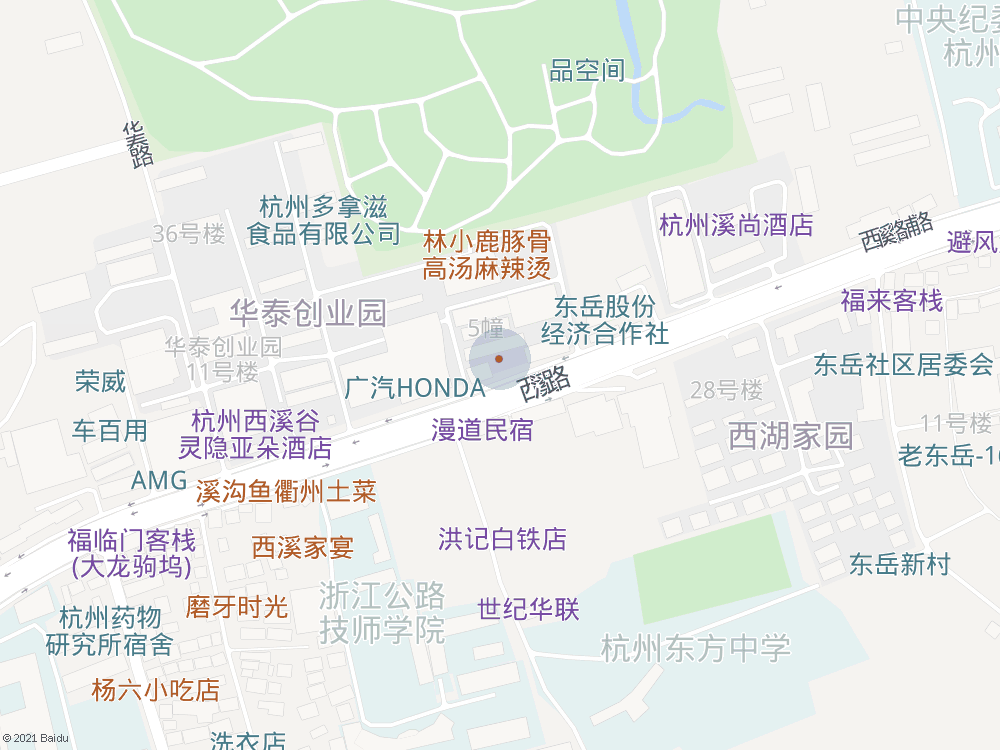 中央纪委
杭州
品空间
华泰路
杭州多拿滋
食品有限公司
36号楼
林小鹿豚骨
高汤麻辣烫
杭州溪尚酒店
西溪路辅路
避风
福来客栈
华泰创业园
5幢
东岳股份
经济合作社
华泰创业园
11号楼
东岳社区居委会
荣威
广汽HONDA
西溪路
28号楼
车百用
杭州西溪谷
灵隐亚朵酒店
漫道民宿
西湖家园
11号楼
老东岳-16
AMG
溪沟鱼衢州土菜
福临门客栈
(大龙驹坞)
西溪家宴
洪记白铁店
东岳新村
杭州药物
研究所宿舍
磨牙时光
浙江公路
技师学院
世纪华联
杭州东方中学
杨六小吃店
洗衣店
© 2021 Baidu